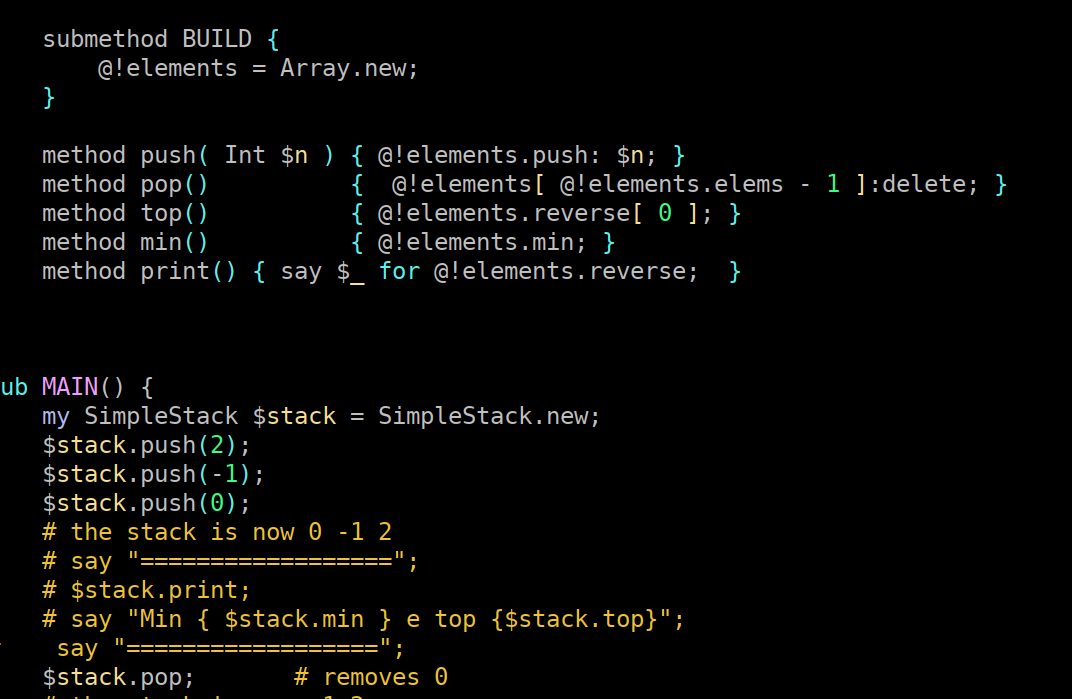 submethod BUILD {
@!elements = Array.new;
}
method push( Int $n ) { @!elements.push: $n; }
method pop() { @!elements[ @!elements.elems - 1 ]:delete; }
method top() { @!elements.reverse[ 0 ]; }
method min() { @!elements.min; }
method print() { say $_ for @!elements.reverse; }
ub MAIN() {
my SimpleStack $stack = SimpleStack.new;
$stack.push(2);
$stack.push(-1);
$stack.push(0);
# the stack is now 0 -1 2
# say "==================";
# $stack.print;
# say "Min { $stack.min } e top {$stack.top}";
say "==================";
$stack.pop; # removes 0